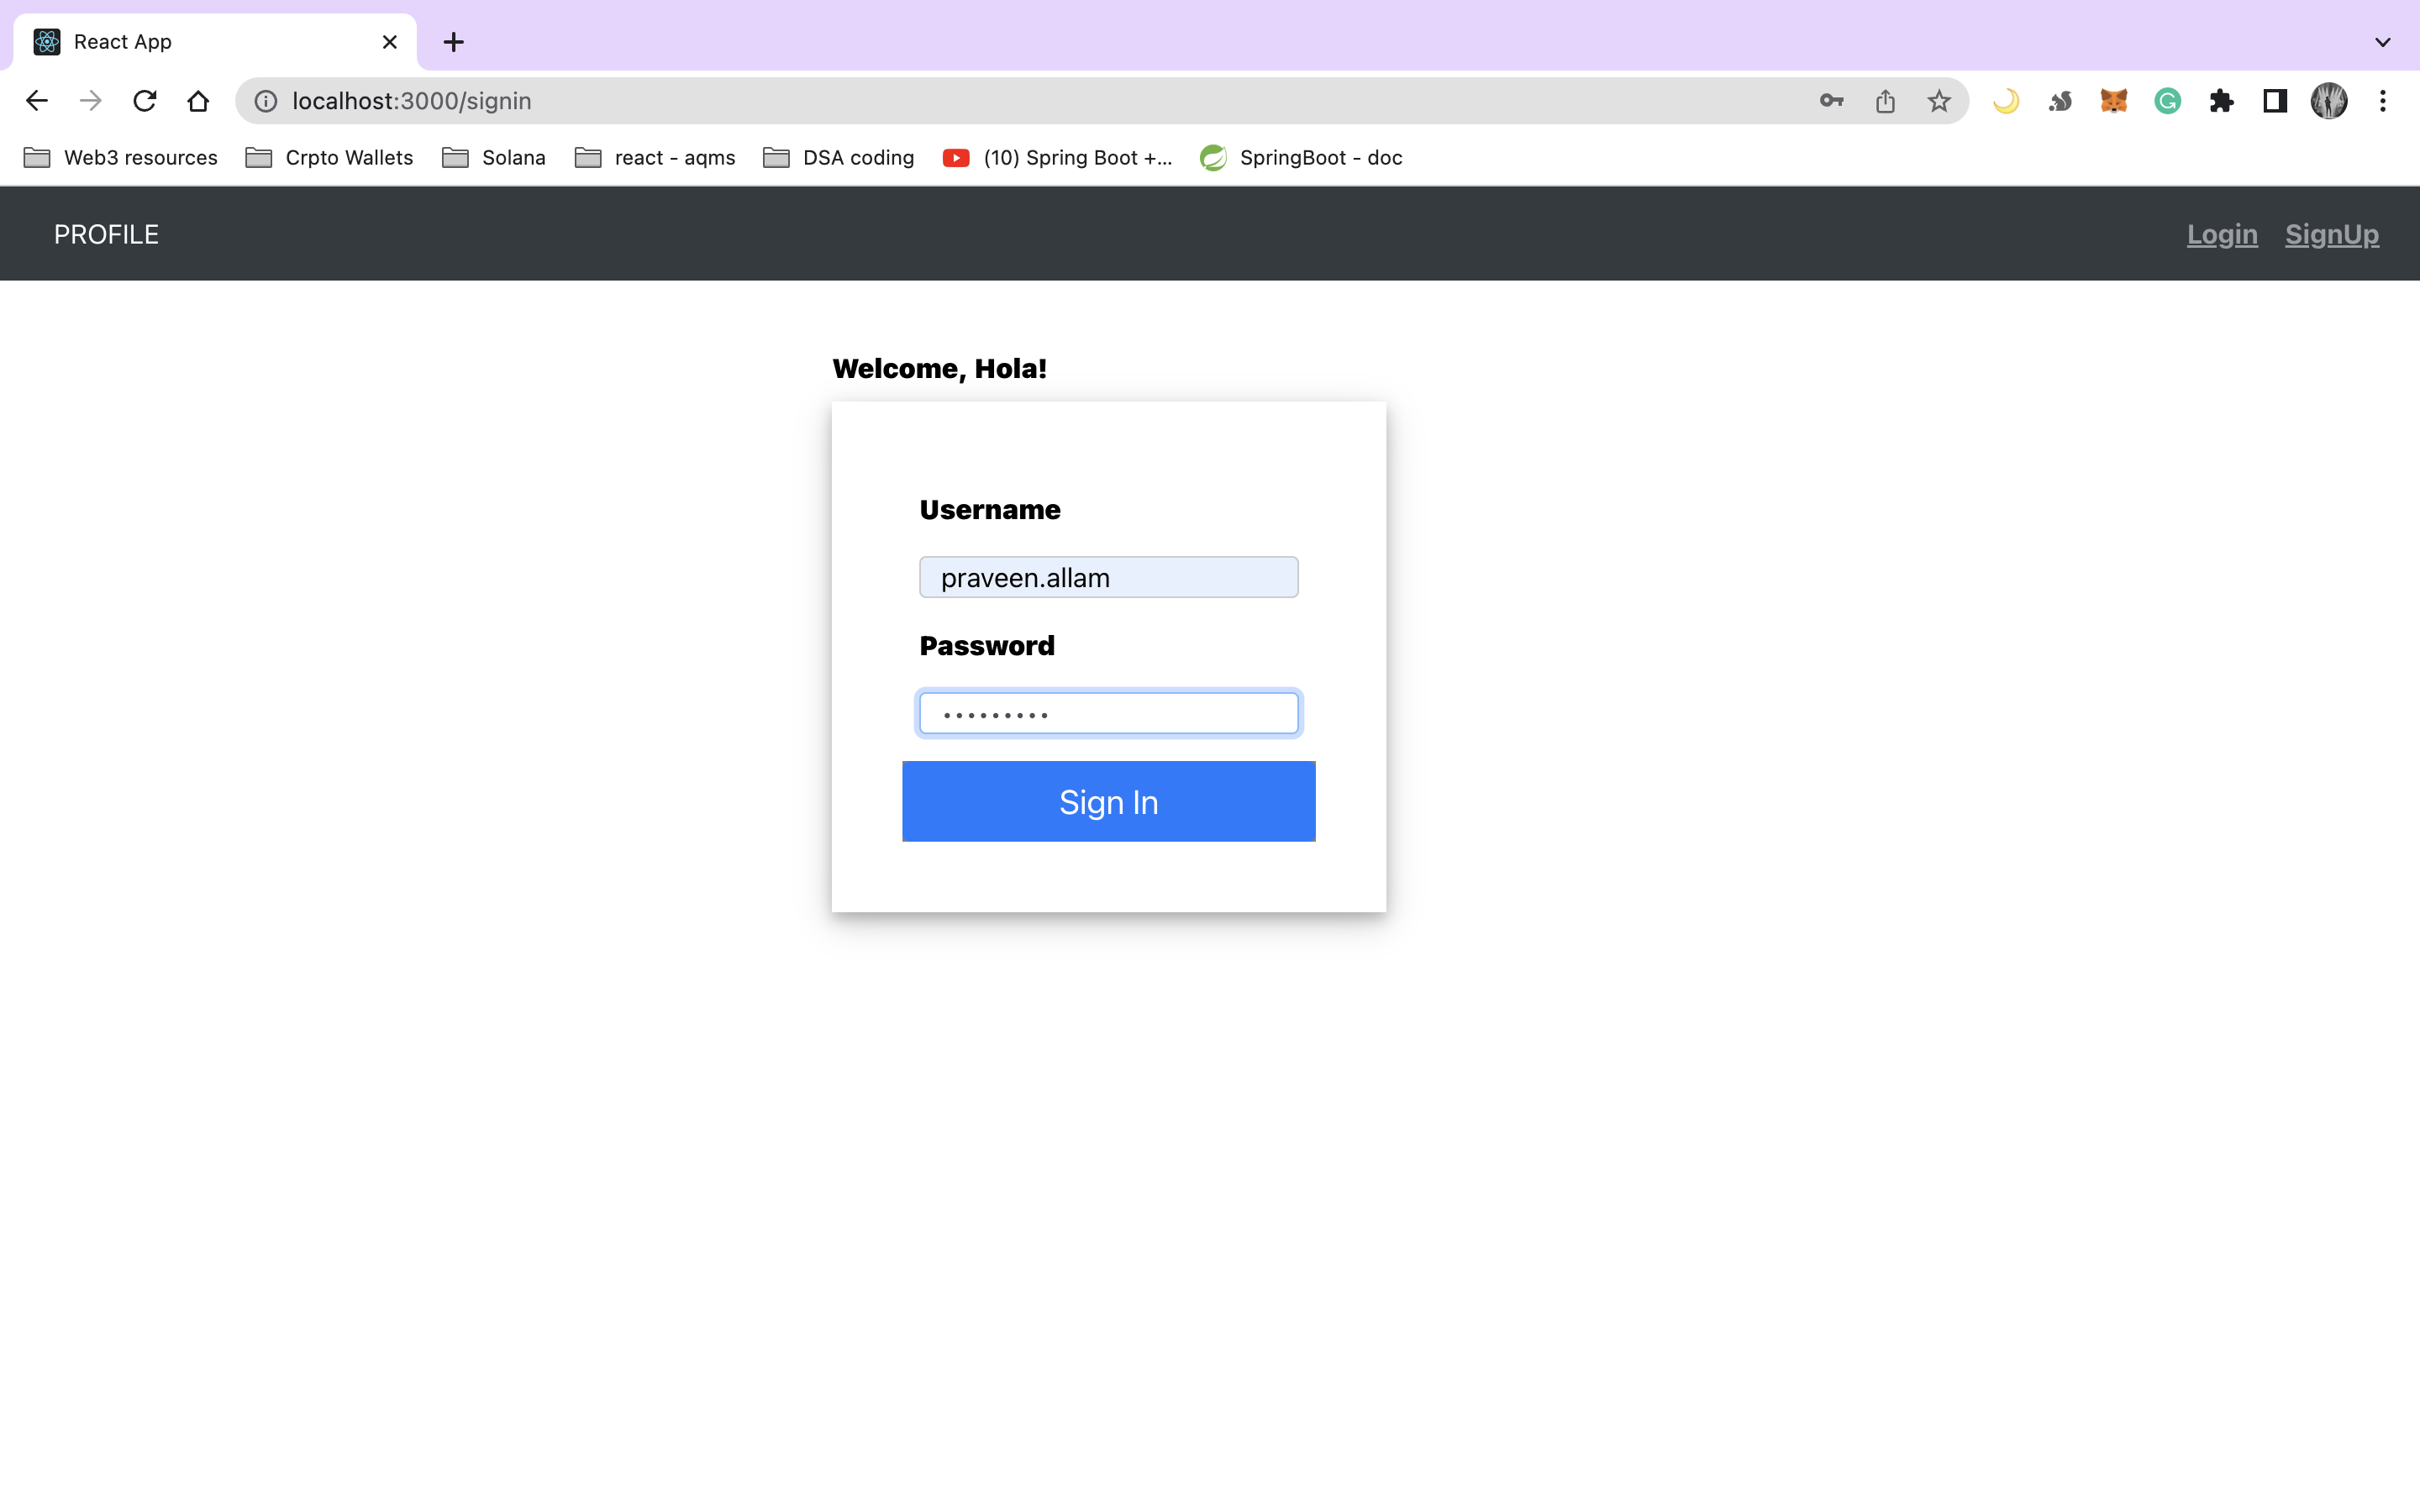 React App
localhost:3000/signin
Web3 resources Crpto Wallets Solana react - aqms DSA coding (10) Spring Boot +... SpringBoot - doc
PROFILE Login SignUp
Welcome, Hola!
Username
praveen.allam
Password
•••••••••
Sign In